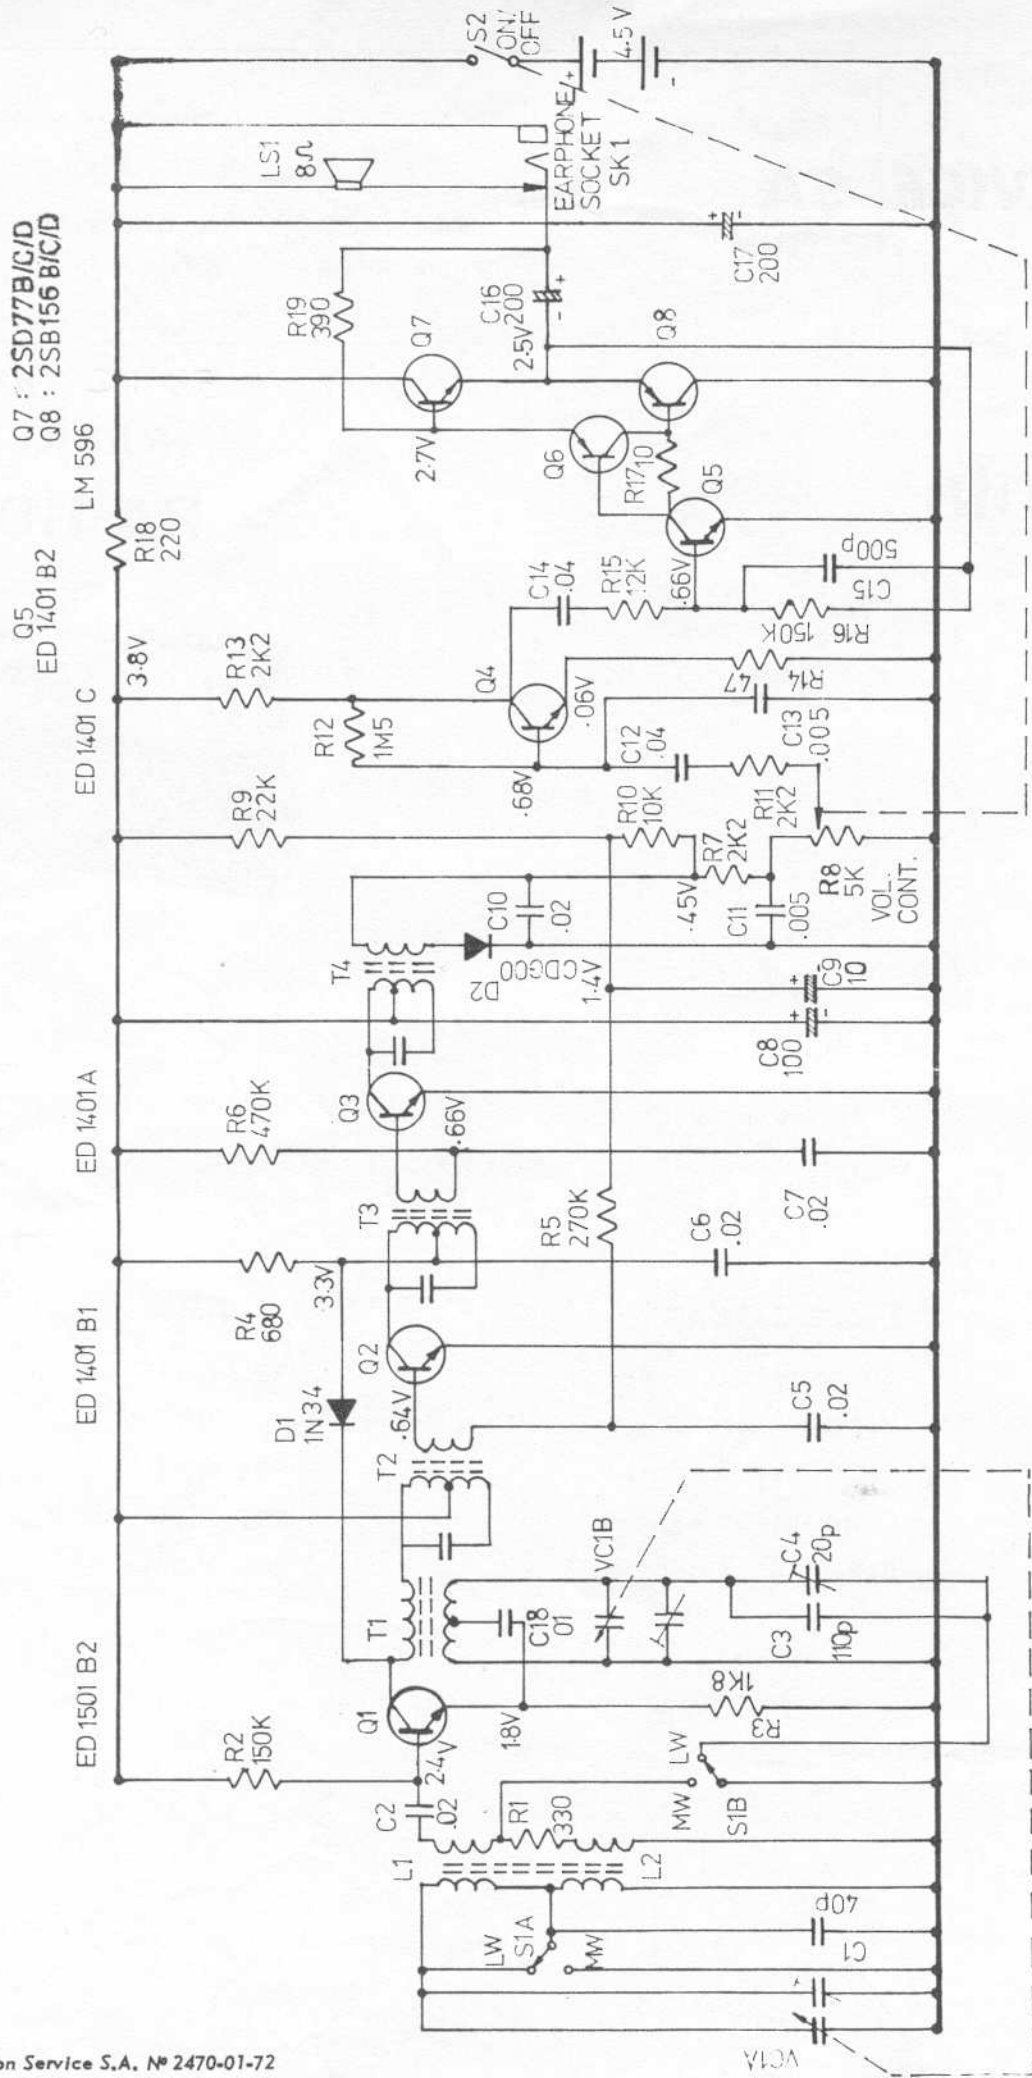 ED 1501 B2
ED 1401 B1
ED 1401A
ED 1401 C
Q5
ED 1401 B2
LM 596
Q7 : 2SD77B/C/D
Q8 : 2SB156 B/C/D
R2
150K
R4
680
R6
470K
R9
22K
3·8V
R13
2K2
R18
220
S2
ON/
OFF
4·5 V
+
-
D1
1N34
3·3V
R12
1M5
R19
390
LS1
8Ω
T1
T2
T3
T4
Q1
2·4V
1·8V
Q2
·64V
Q3
·66V
Q4
·68V
·06V
Q5
·66V
Q6
Q7
2·7V
2·5V
Q8
C16
200
-
+
EARPHONE
SOCKET
SK1
C2
·02
L1
L2
R1
330
LW
S1A
MW
MW
LW
S1B
C18
·01
VC1B
R3
1K8
C3
110p
C4
20p
C5
·02
R5
270K
C6
·02
C7
·02
D2
CDG00
C10
·02
1·4V
·45V
R10
10K
R7
2K2
C11
·005
C8
100
+
-
C9
10
+
-
R8
5K
VOL.
CONT.
R11
2K2
C12
·04
C13
·005
R14
47
C14
·04
R15
12K
R16
150K
C15
500p
R17
10
C17
200
+
-
C1
40p
VC1A
on Service S.A. Nº 2470-01-72